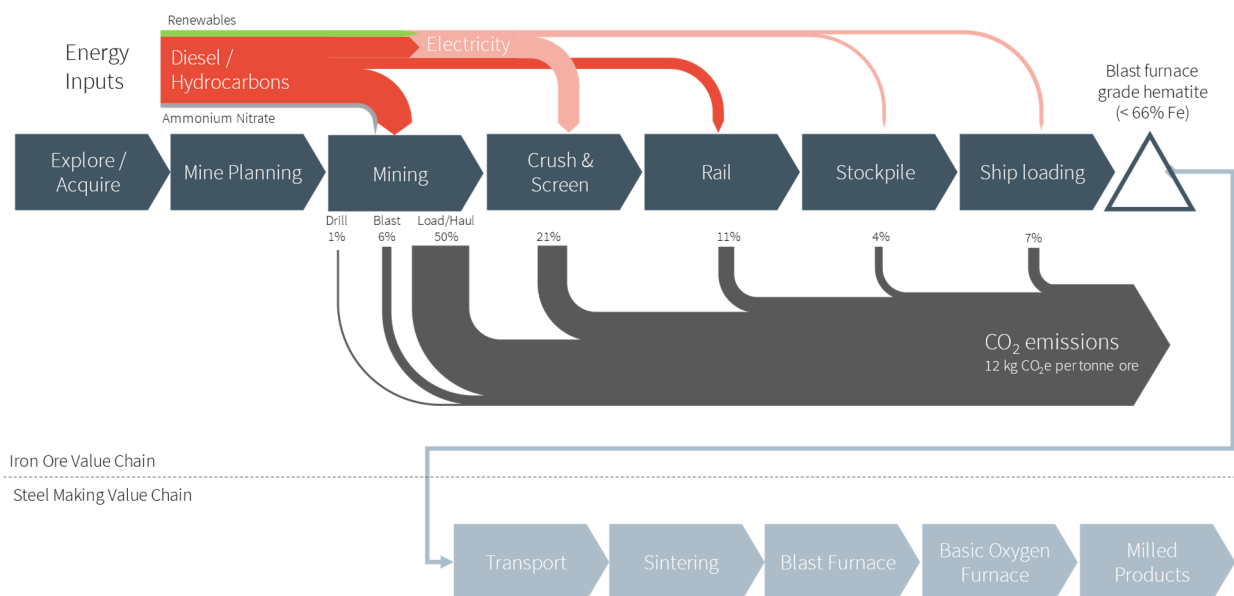 Renewables
Energy
Inputs
Diesel /
Hydrocarbons
Electricity
Ammonium Nitrate
Blast furnace
grade hematite
(< 66% Fe)
Explore /
Acquire
Mine Planning
Mining
Crush &
Screen
Rail
Stockpile
Ship loading
Drill
1%
Blast
6%
Load/Haul
50%
21%
11%
4%
7%
CO₂ emissions
12 kg CO₂e per tonne ore
Iron Ore Value Chain
Steel Making Value Chain
Transport
Sintering
Blast Furnace
Basic Oxygen
Furnace
Milled
Products